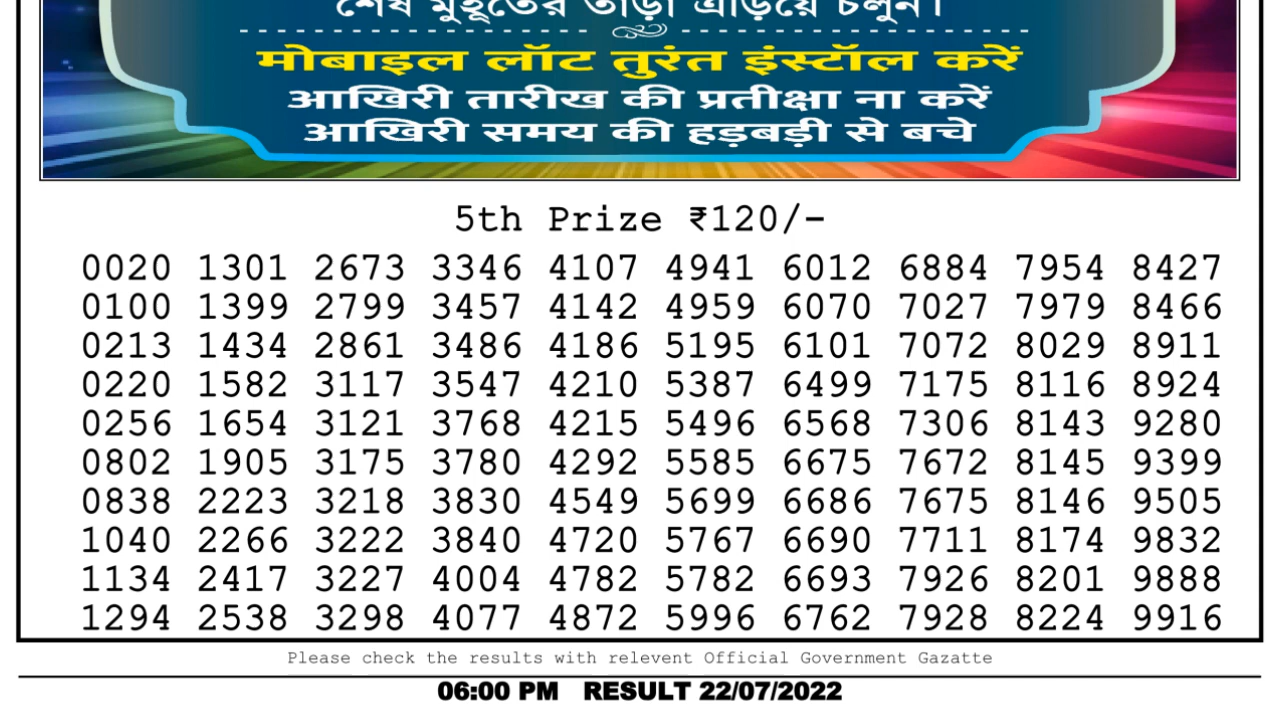 শেষ মুহূর্তের তাড়া এড়িয়ে চলুন।
मोबाइल लॉट तुरंत इंस्टॉल करें
आखिरी तारीख की प्रतीक्षा ना करें
आखिरी समय की हड़बड़ी से बचे
5th Prize ₹120/-
0020 1301 2673 3346 4107 4941 6012 6884 7954 8427
0100 1399 2799 3457 4142 4959 6070 7027 7979 8466
0213 1434 2861 3486 4186 5195 6101 7072 8029 8911
0220 1582 3117 3547 4210 5387 6499 7175 8116 8924
0256 1654 3121 3768 4215 5496 6568 7306 8143 9280
0802 1905 3175 3780 4292 5585 6675 7672 8145 9399
0838 2223 3218 3830 4549 5699 6686 7675 8146 9505
1040 2266 3222 3840 4720 5767 6690 7711 8174 9832
1134 2417 3227 4004 4782 5782 6693 7926 8201 9888
1294 2538 3298 4077 4872 5996 6762 7928 8224 9916
Please check the results with relevent Official Government Gazatte
06:00 PM RESULT 22/07/2022